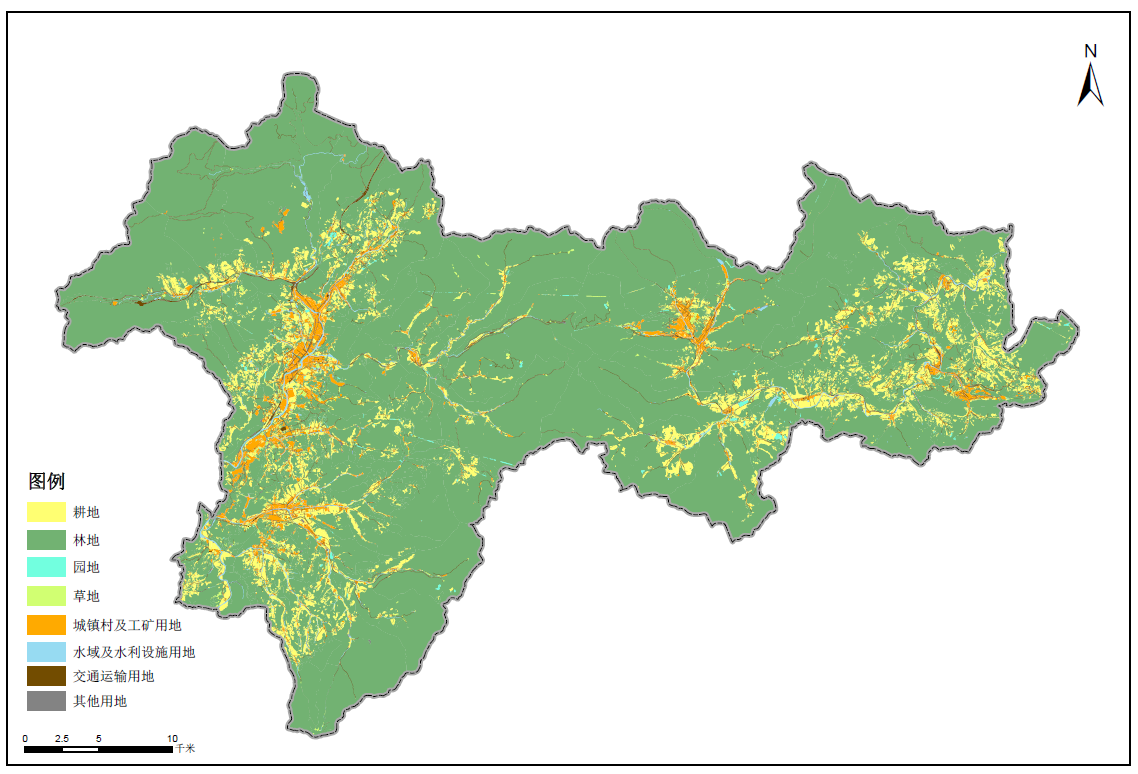 N
图例
耕地
林地
园地
草地
城镇村及工矿用地
水域及水利设施用地
交通运输用地
其他用地
0 2.5 5 10
千米